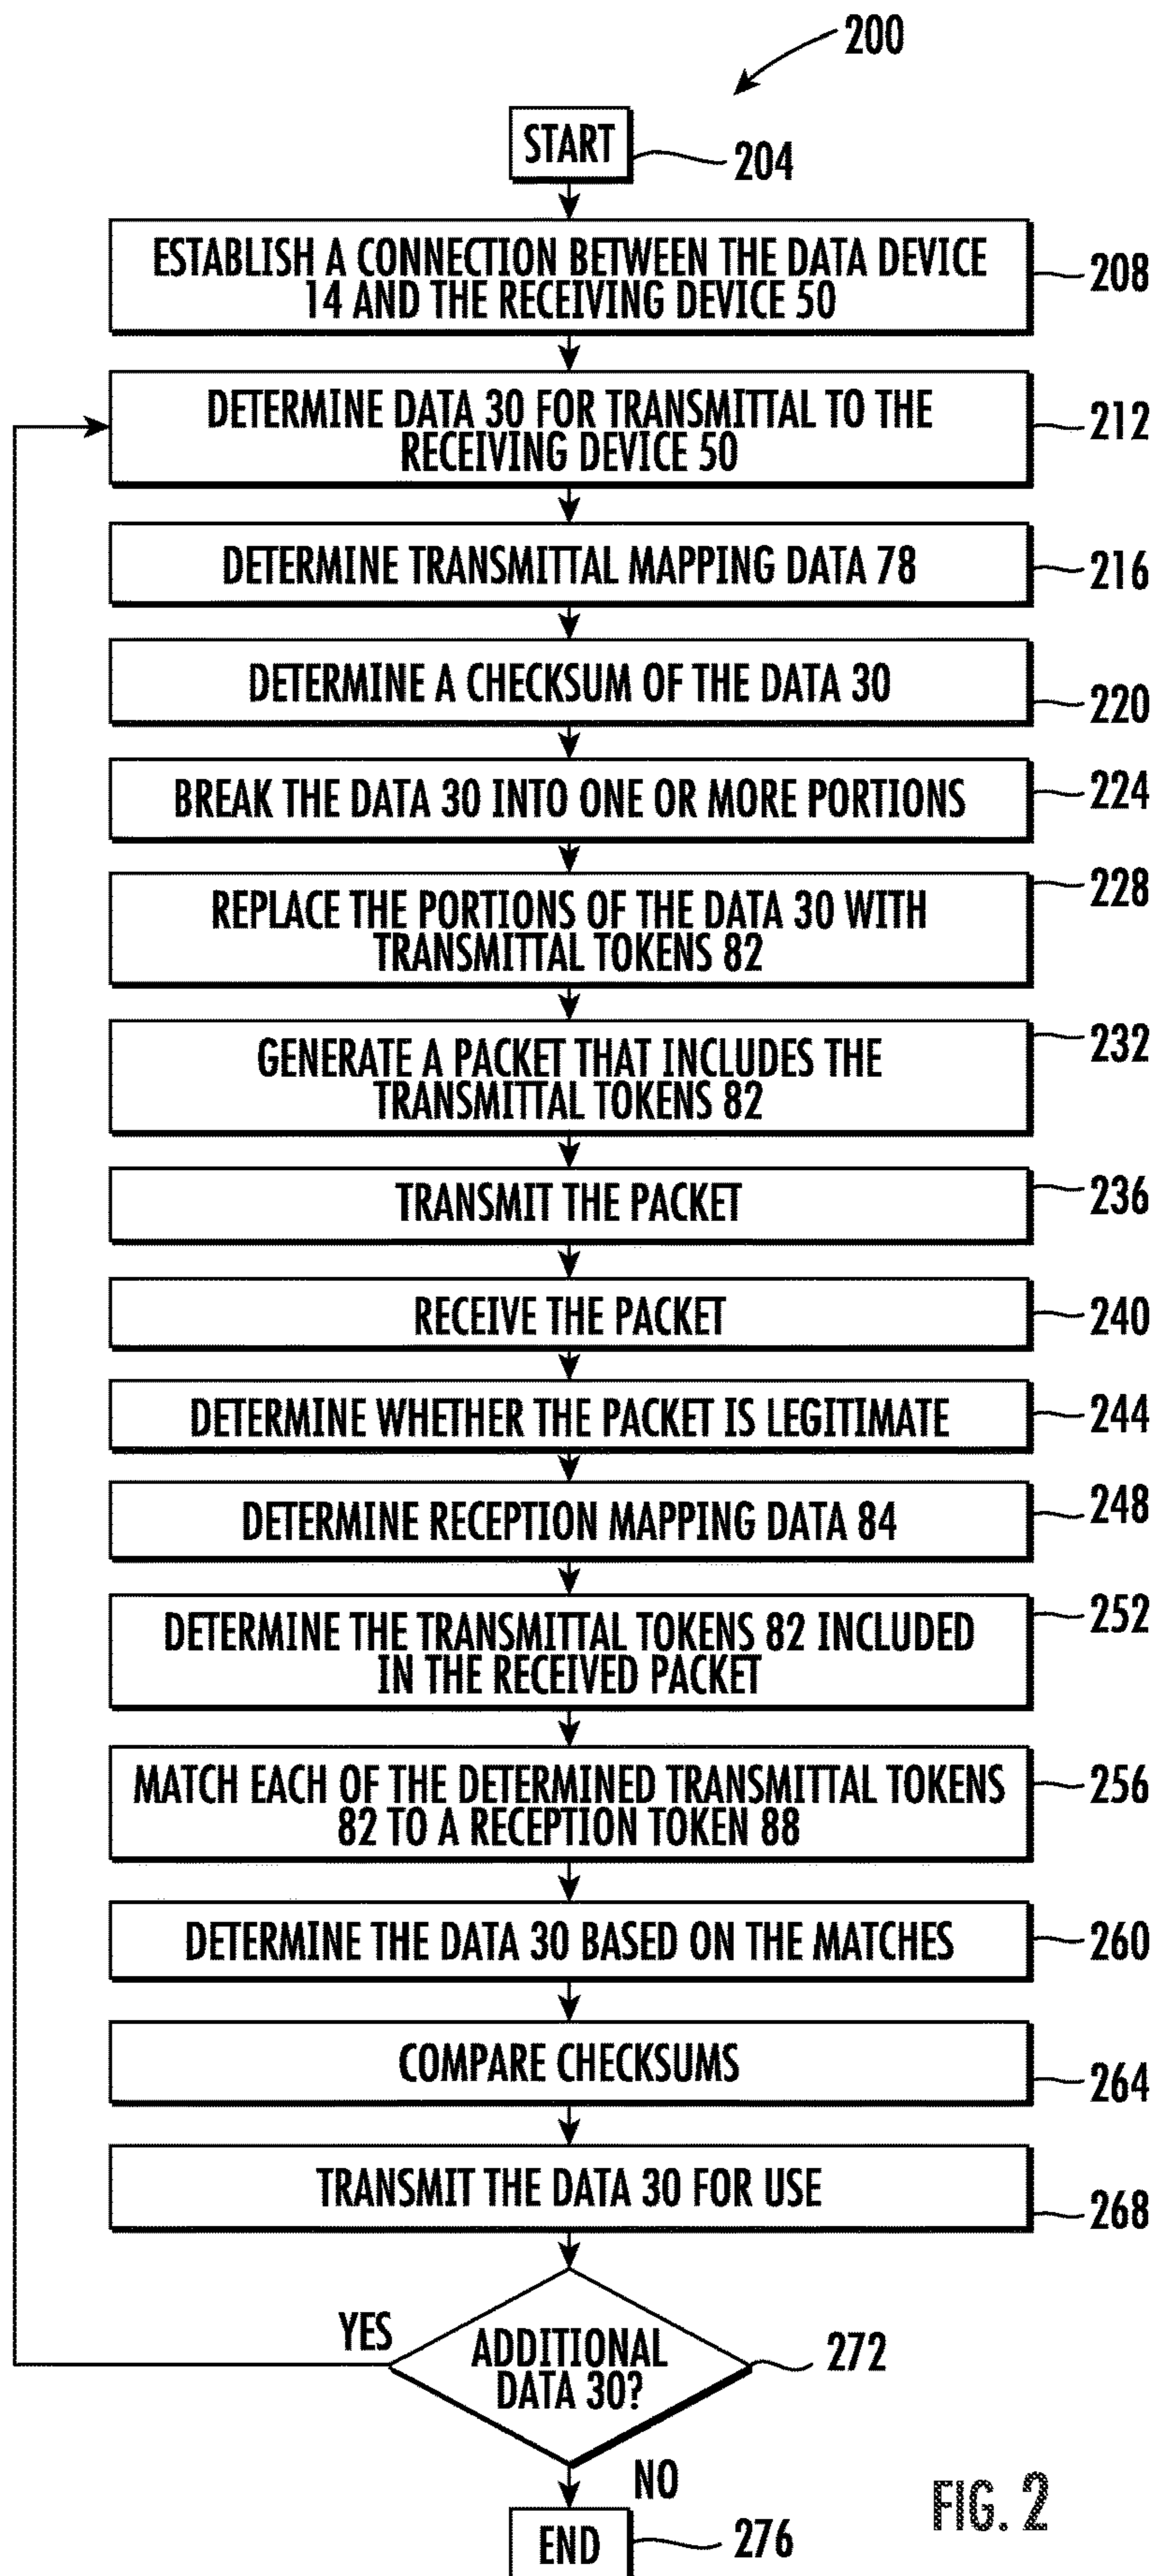 200
START
204
ESTABLISH A CONNECTION BETWEEN THE DATA DEVICE
14 AND THE RECEIVING DEVICE 50
208
DETERMINE DATA 30 FOR TRANSMITTAL TO THE
RECEIVING DEVICE 50
212
DETERMINE TRANSMITTAL MAPPING DATA 78
216
DETERMINE A CHECKSUM OF THE DATA 30
220
BREAK THE DATA 30 INTO ONE OR MORE PORTIONS
224
REPLACE THE PORTIONS OF THE DATA 30 WITH
TRANSMITTAL TOKENS 82
228
GENERATE A PACKET THAT INCLUDES THE
TRANSMITTAL TOKENS 82
232
TRANSMIT THE PACKET
236
RECEIVE THE PACKET
240
DETERMINE WHETHER THE PACKET IS LEGITIMATE
244
DETERMINE RECEPTION MAPPING DATA 84
248
DETERMINE THE TRANSMITTAL TOKENS 82 INCLUDED
IN THE RECEIVED PACKET
252
MATCH EACH OF THE DETERMINED TRANSMITTAL TOKENS
82 TO A RECEPTION TOKEN 88
256
DETERMINE THE DATA 30 BASED ON THE MATCHES
260
COMPARE CHECKSUMS
264
TRANSMIT THE DATA 30 FOR USE
268
YES
ADDITIONAL
DATA 30?
272
NO
END
276
FIG. 2